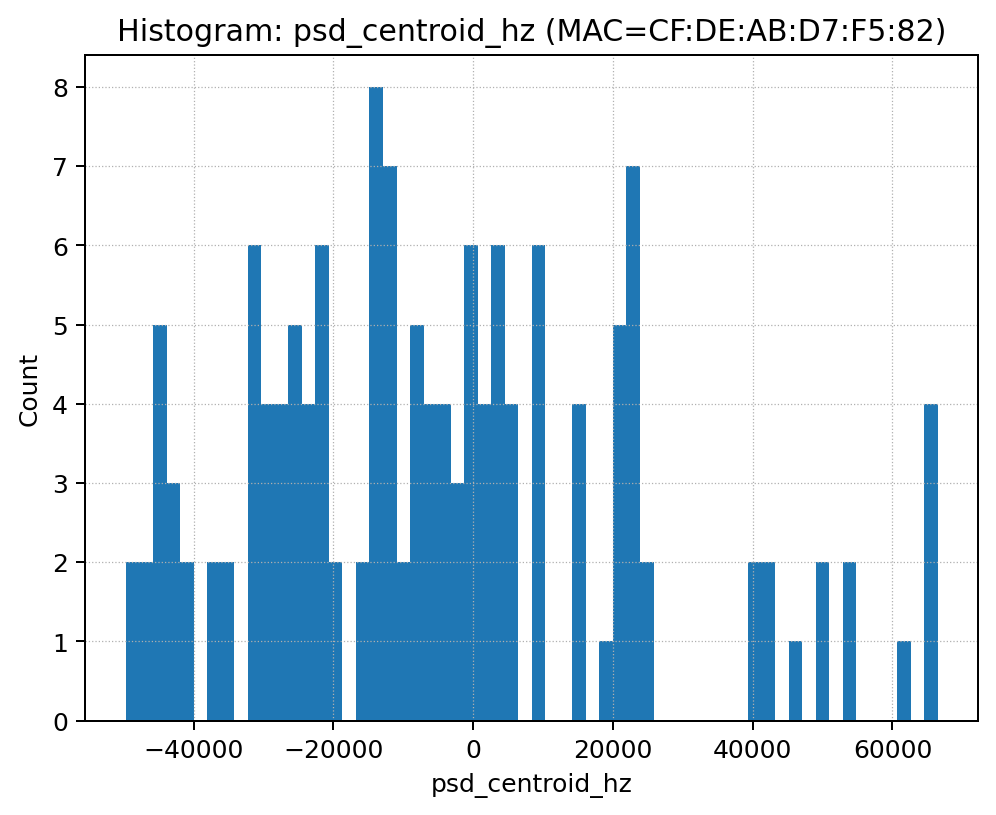 Histogram: psd_centroid_hz (MAC=CF:DE:AB:D7:F5:82)
8
7
6
5
4
3
2
1
0
Count
−40000 −20000 0 20000 40000 60000
psd_centroid_hz